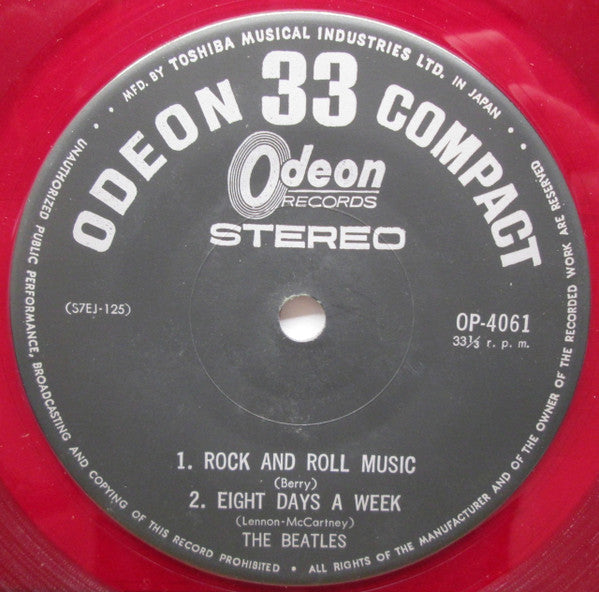 • MFD. BY TOSHIBA MUSICAL INDUSTRIES LTD. IN JAPAN •
ODEON 33 COMPACT
Odeon
RECORDS
STEREO
(S7EJ-125)
OP-4061
33⅓ r. p. m.
1. ROCK AND ROLL MUSIC
(Berry)
2. EIGHT DAYS A WEEK
(Lennon-McCartney)
THE BEATLES
UNAUTHORIZED PUBLIC PERFORMANCE, BROADCASTING AND COPYING OF THIS RECORD PROHIBITED • ALL RIGHTS OF THE MANUFACTURER AND OF THE OWNER OF THE RECORDED WORK ARE RESERVED